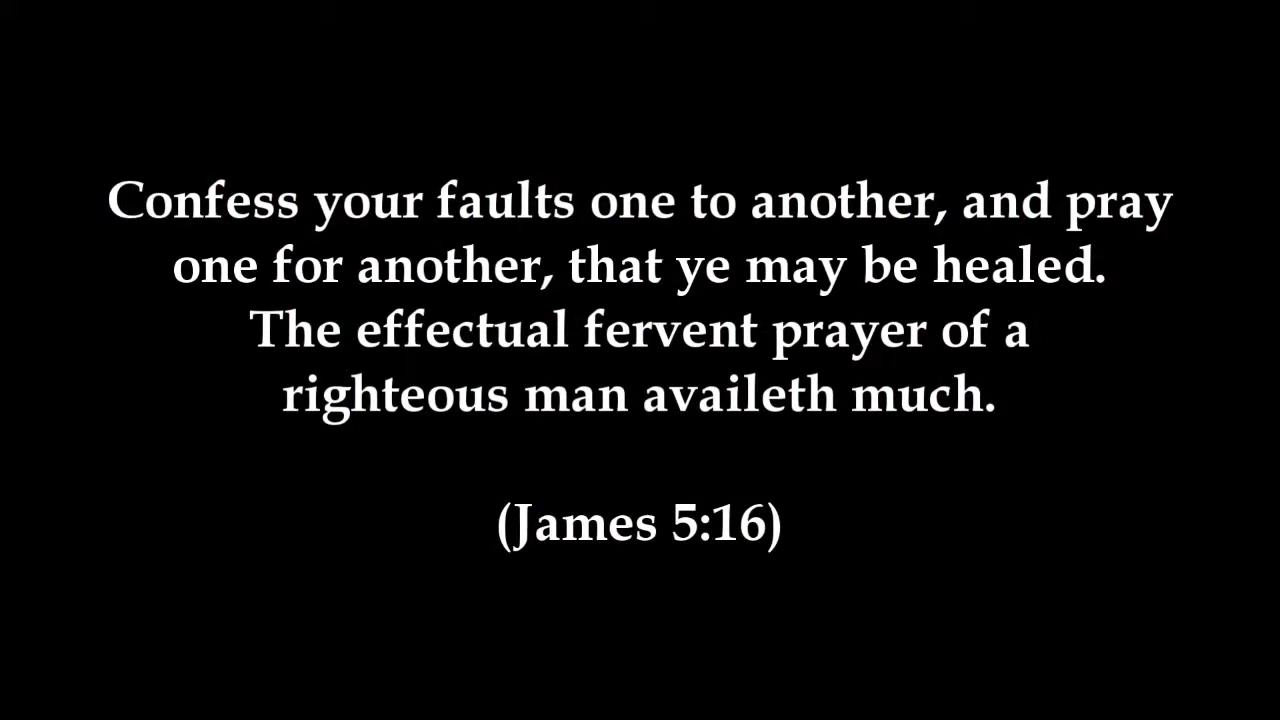 Confess your faults one to another, and pray
one for another, that ye may be healed.
The effectual fervent prayer of a
righteous man availeth much.
(James 5:16)